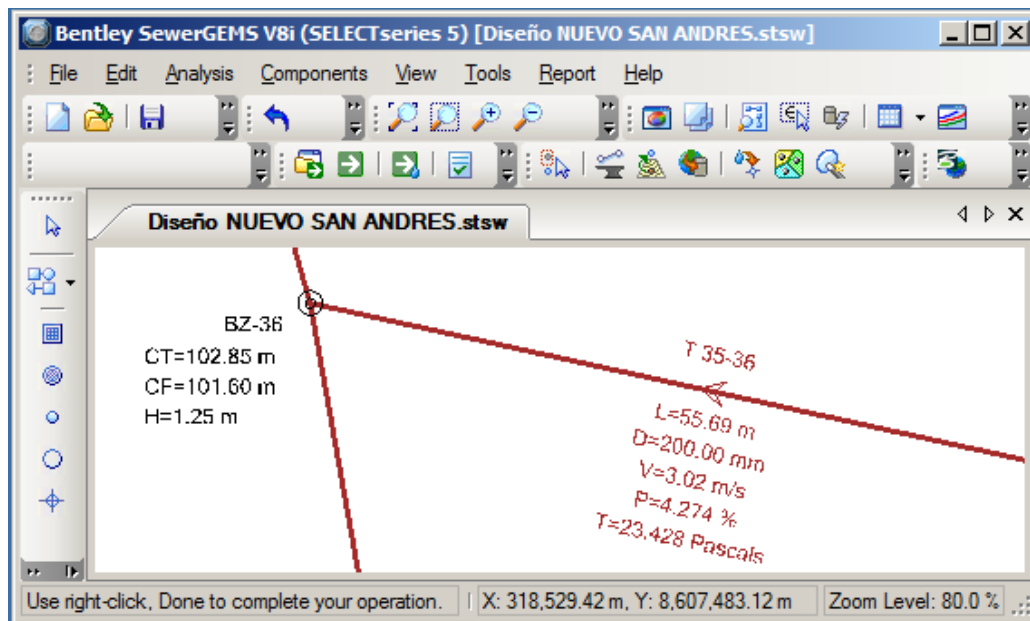 Bentley SewerGEMS V8i (SELECTseries 5) [Diseño NUEVO SAN ANDRES.stsw]
File Edit Analysis Components View Tools Report Help
Diseño NUEVO SAN ANDRES.stsw
BZ-36
CT=102.85 m
CF=101.60 m
H=1.25 m
T 35-36
L=55.69 m
D=200.00 mm
V=3.02 m/s
P=4.274 %
T=23.428 Pascals
Use right-click, Done to complete your operation. X: 318,529.42 m, Y: 8,607,483.12 m Zoom Level: 80.0 %